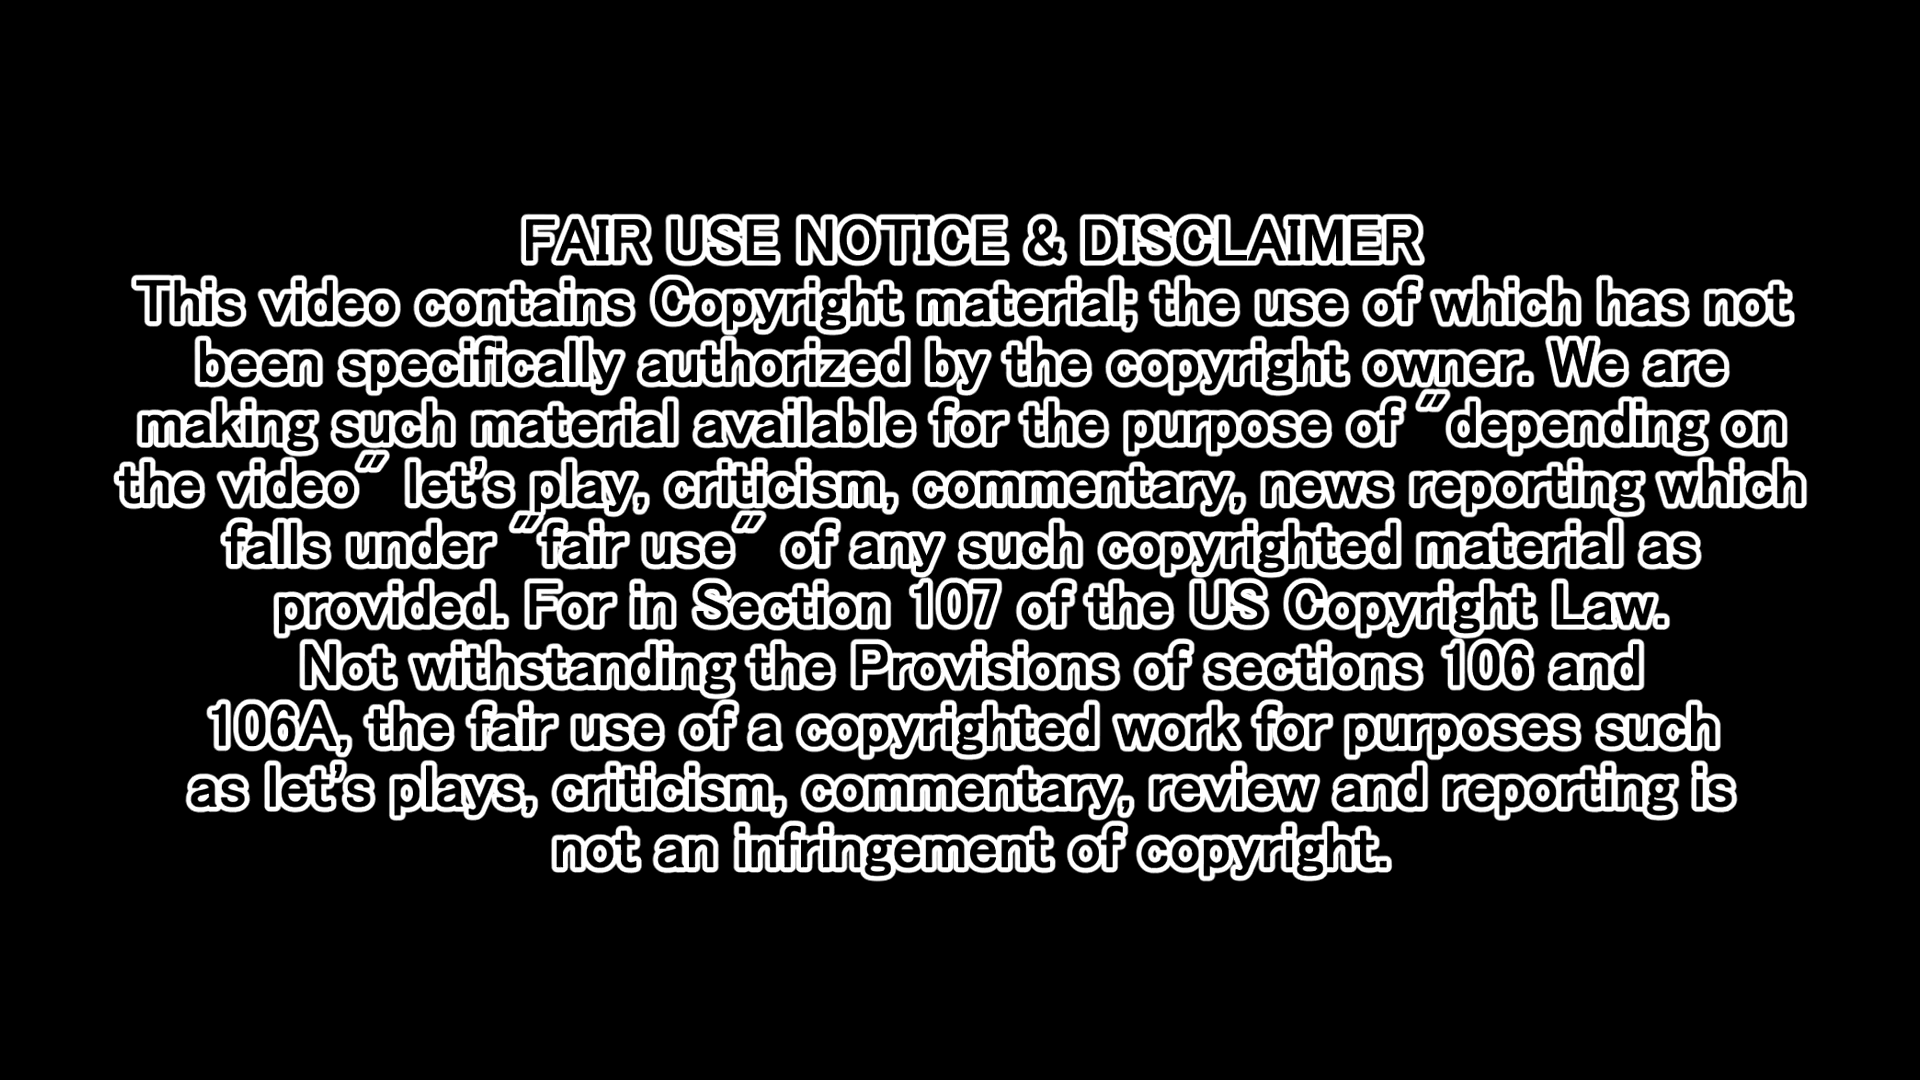 FAIR USE NOTICE & DISCLAIMER
This video contains Copyright material; the use of which has not
been specifically authorized by the copyright owner. We are
making such material available for the purpose of "depending on
the video" let's play, criticism, commentary, news reporting which
falls under "fair use" of any such copyrighted material as
provided. For in Section 107 of the US Copyright Law.
Not withstanding the Provisions of sections 106 and
106A, the fair use of a copyrighted work for purposes such
as let's plays, criticism, commentary, review and reporting is
not an infringement of copyright.